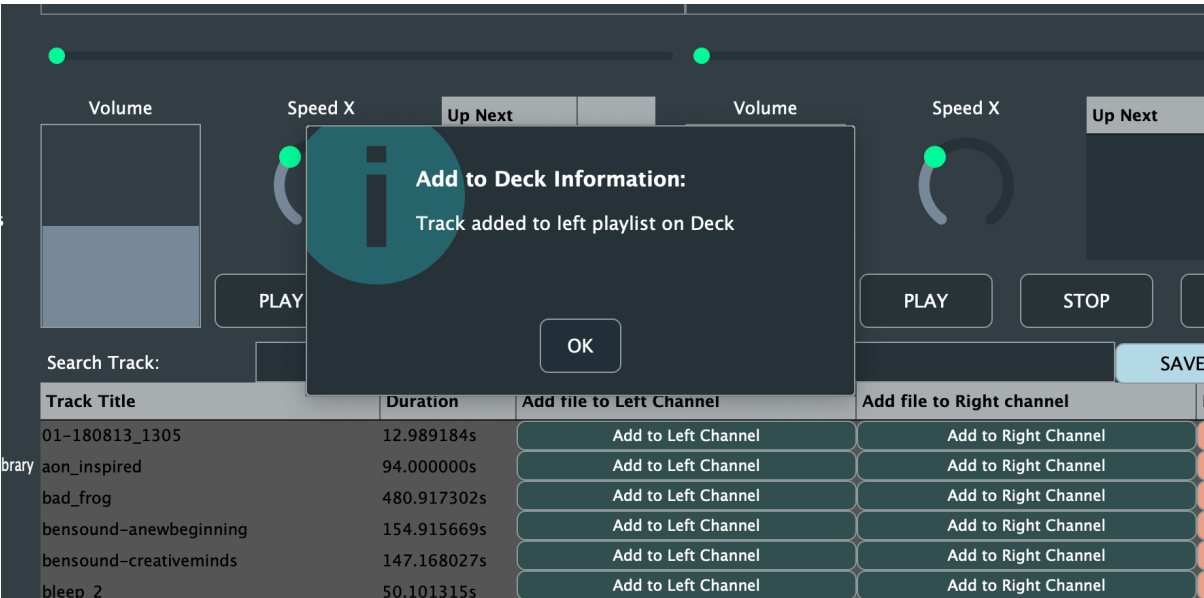 Volume
Speed X
Up Next
Volume
Speed X
Up Next
Add to Deck Information:
Track added to left playlist on Deck
OK
PLAY
PLAY
STOP
Search Track:
SAVE
Track Title
Duration
Add file to Left Channel
Add file to Right channel
01-180813_1305
12.989184s
Add to Left Channel
Add to Right Channel
brary
aon_inspired
94.000000s
Add to Left Channel
Add to Right Channel
bad_frog
480.917302s
Add to Left Channel
Add to Right Channel
bensound-anewbeginning
154.915669s
Add to Left Channel
Add to Right Channel
bensound-creativeminds
147.168027s
Add to Left Channel
Add to Right Channel
bleep_2
50.101315s
Add to Left Channel
Add to Right Channel